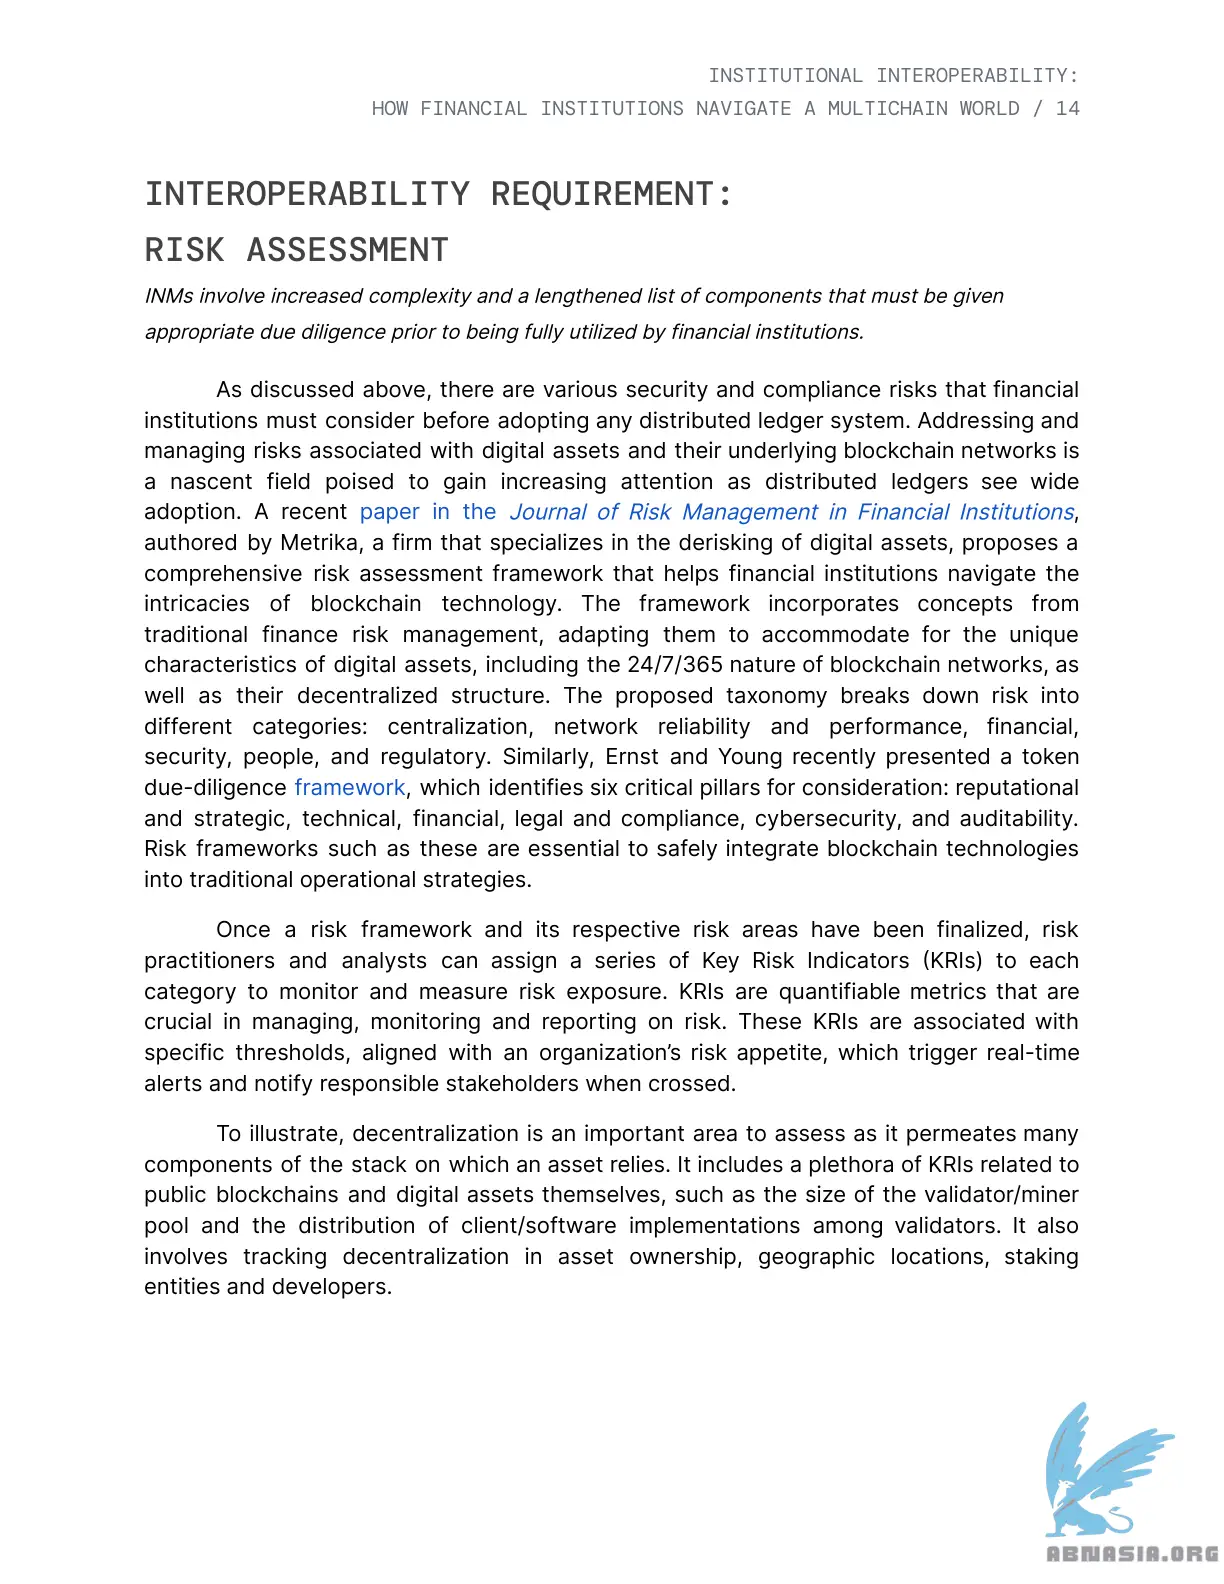 INSTITUTIONAL INTEROPERABILITY:
HOW FINANCIAL INSTITUTIONS NAVIGATE A MULTICHAIN WORLD / 14
INTEROPERABILITY REQUIREMENT:
RISK ASSESSMENT
INMs involve increased complexity and a lengthened list of components that must be given
appropriate due diligence prior to being fully utilized by financial institutions.
As discussed above, there are various security and compliance risks that financial
institutions must consider before adopting any distributed ledger system. Addressing and
managing risks associated with digital assets and their underlying blockchain networks is
a nascent field poised to gain increasing attention as distributed ledgers see wide
adoption. A recent paper in the Journal of Risk Management in Financial Institutions,
authored by Metrika, a firm that specializes in the derisking of digital assets, proposes a
comprehensive risk assessment framework that helps financial institutions navigate the
intricacies of blockchain technology. The framework incorporates concepts from
traditional finance risk management, adapting them to accommodate for the unique
characteristics of digital assets, including the 24/7/365 nature of blockchain networks, as
well as their decentralized structure. The proposed taxonomy breaks down risk into
different categories: centralization, network reliability and performance, financial,
security, people, and regulatory. Similarly, Ernst and Young recently presented a token
due-diligence framework, which identifies six critical pillars for consideration: reputational
and strategic, technical, financial, legal and compliance, cybersecurity, and auditability.
Risk frameworks such as these are essential to safely integrate blockchain technologies
into traditional operational strategies.
Once a risk framework and its respective risk areas have been finalized, risk
practitioners and analysts can assign a series of Key Risk Indicators (KRIs) to each
category to monitor and measure risk exposure. KRIs are quantifiable metrics that are
crucial in managing, monitoring and reporting on risk. These KRIs are associated with
specific thresholds, aligned with an organization’s risk appetite, which trigger real-time
alerts and notify responsible stakeholders when crossed.
To illustrate, decentralization is an important area to assess as it permeates many
components of the stack on which an asset relies. It includes a plethora of KRIs related to
public blockchains and digital assets themselves, such as the size of the validator/miner
pool and the distribution of client/software implementations among validators. It also
involves tracking decentralization in asset ownership, geographic locations, staking
entities and developers.
ABNASIA.ORG